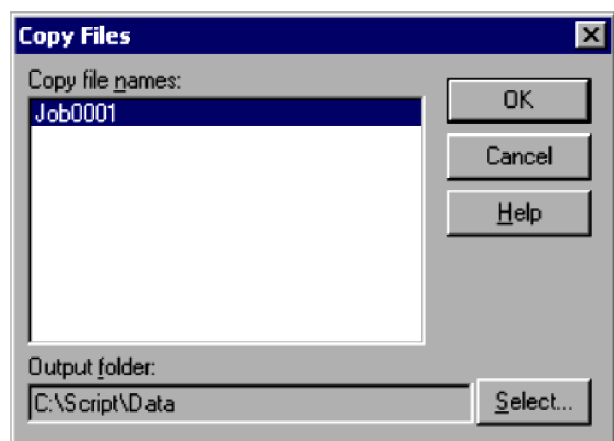 Copy Files
Copy file names:
Job0001
OK
Cancel
Help
Output folder:
C:\Script\Data
Select...